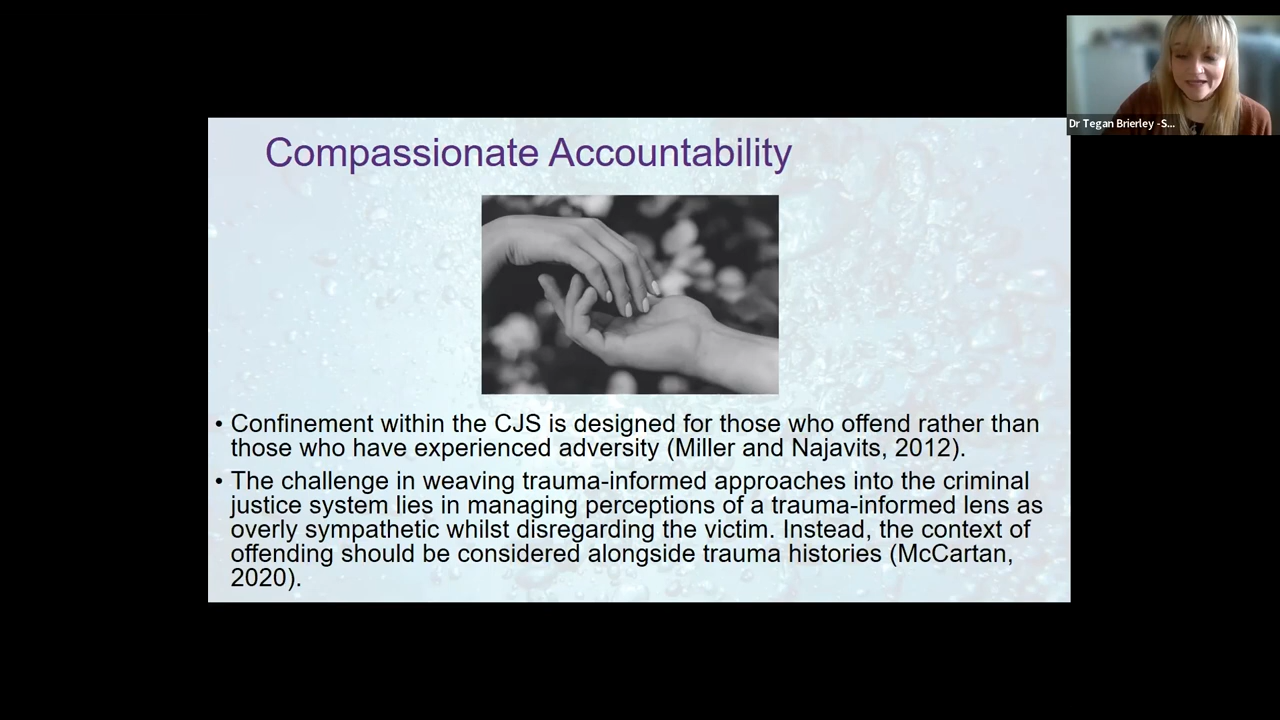 Dr Tegan Brierley -S...
Compassionate Accountability
• Confinement within the CJS is designed for those who offend rather than
those who have experienced adversity (Miller and Najavits, 2012).
• The challenge in weaving trauma-informed approaches into the criminal
justice system lies in managing perceptions of a trauma-informed lens as
overly sympathetic whilst disregarding the victim. Instead, the context of
offending should be considered alongside trauma histories (McCartan,
2020).